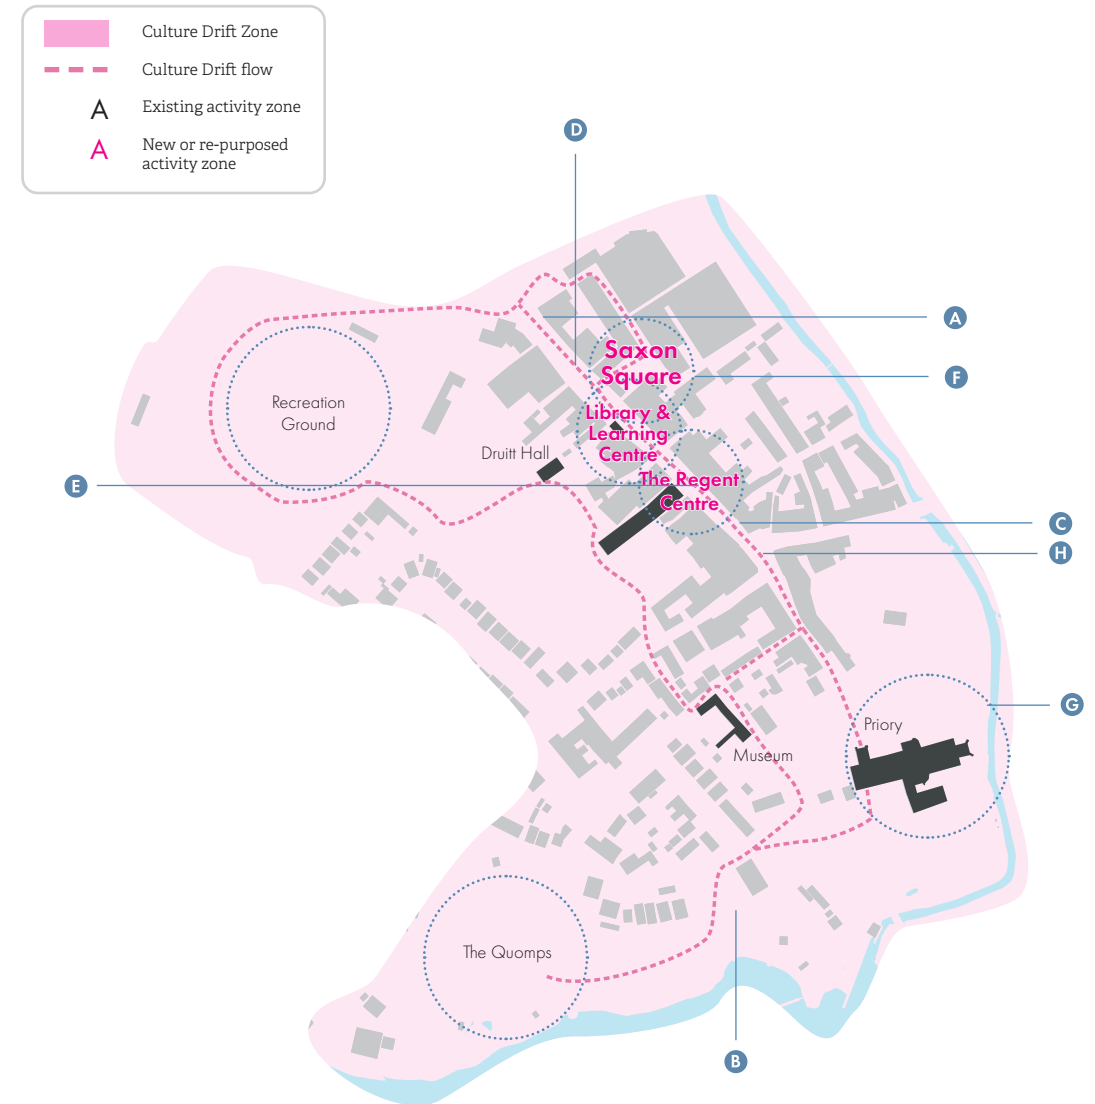 Culture Drift Zone
Culture Drift flow
A
Existing activity zone
A
New or re-purposed
activity zone
D
A
Saxon
Square
F
Recreation
Ground
Library &
Learning
Centre
Druitt Hall
E
The Regent
Centre
C
H
G
Priory
Museum
The Quomps
B